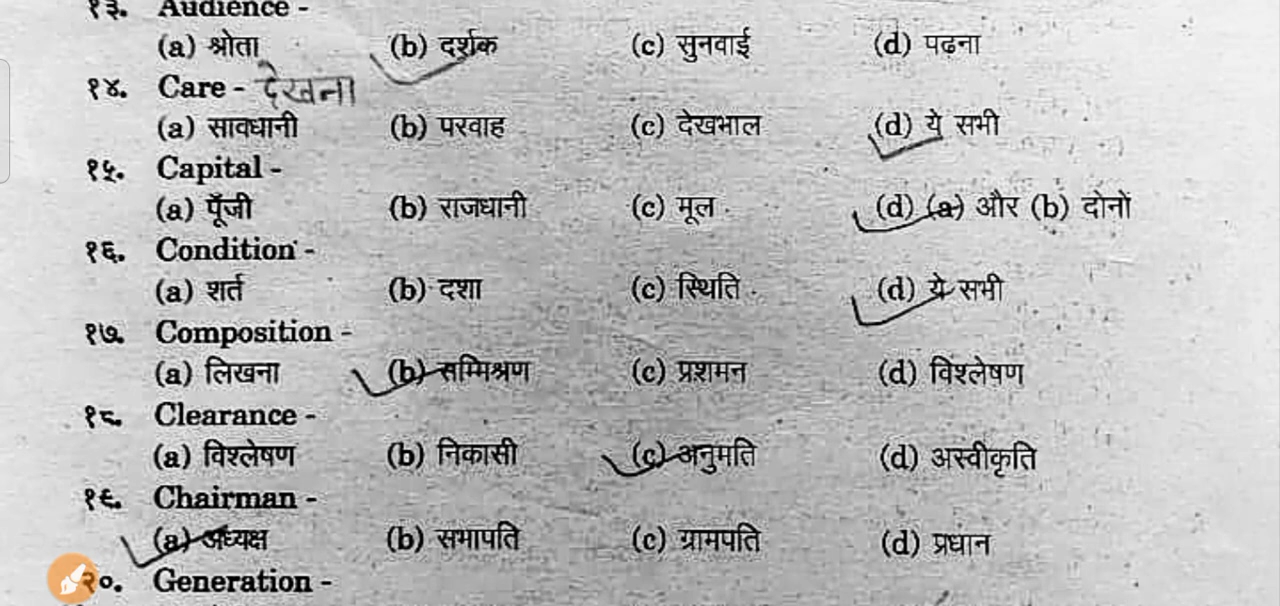 १३. Audience -
(a) श्रोता (b) दर्शक (c) सुनवाई (d) पढ़ना
१४. Care - देखना
(a) सावधानी (b) परवाह (c) देखभाल (d) ये सभी
१५. Capital -
(a) पूँजी (b) राजधानी (c) मूल (d) (a) और (b) दोनों
१६. Condition -
(a) शर्त (b) दशा (c) स्थिति (d) ये सभी
१७. Composition -
(a) लिखना (b) सम्मिश्रण (c) प्रशमन (d) विश्लेषण
१८. Clearance -
(a) विश्लेषण (b) निकासी (c) अनुमति (d) अस्वीकृति
१९. Chairman -
(a) अध्यक्ष (b) सभापति (c) ग्रामपति (d) प्रधान
२०. Generation -